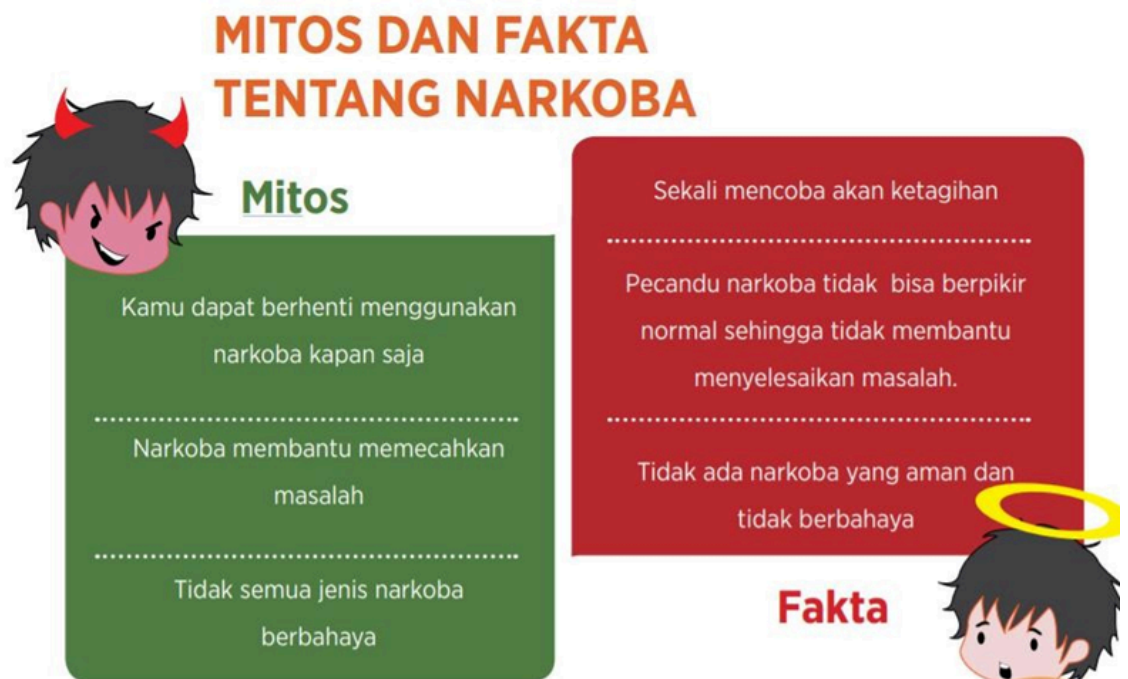 MITOS DAN FAKTA
TENTANG NARKOBA
Mitos
Kamu dapat berhenti menggunakan
narkoba kapan saja
Narkoba membantu memecahkan
masalah
Tidak semua jenis narkoba
berbahaya
Sekali mencoba akan ketagihan
Pecandu narkoba tidak bisa berpikir
normal sehingga tidak membantu
menyelesaikan masalah.
Tidak ada narkoba yang aman dan
tidak berbahaya
Fakta